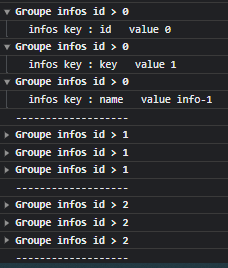 Groupe infos id > 0
infos key : id value 0
Groupe infos id > 0
infos key : key value 1
Groupe infos id > 0
infos key : name value info-1
-------------------
Groupe infos id > 1
Groupe infos id > 1
Groupe infos id > 1
-------------------
Groupe infos id > 2
Groupe infos id > 2
Groupe infos id > 2
-------------------